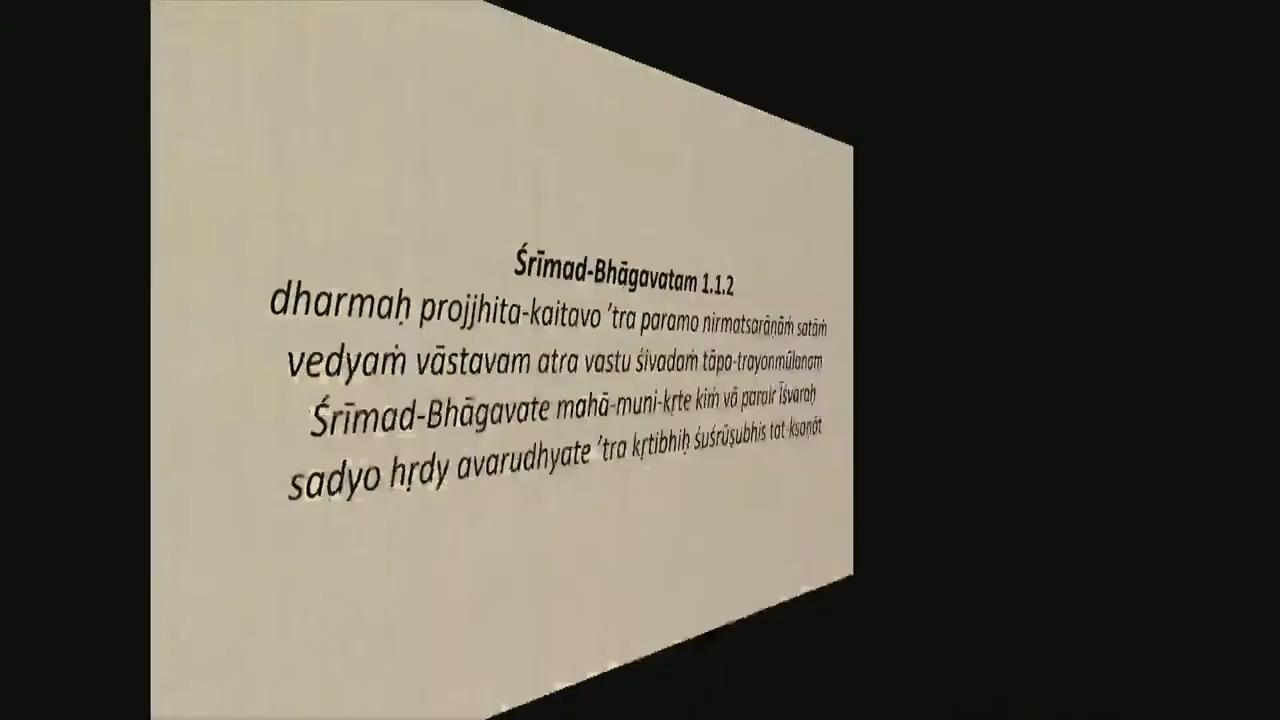 Śrīmad-Bhāgavatam 1.1.2
dharmaḥ projjhita-kaitavo ’tra paramo nirmatsarāṇāṁ satāṁ
vedyaṁ vāstavam atra vastu śivadaṁ tāpa-trayonmūlanam
Śrīmad-Bhāgavate mahā-muni-kṛte kiṁ vā parair īśvaraḥ
sadyo hṛdy avarudhyate ’tra kṛtibhiḥ śuśrūṣubhis tat-kṣaṇāt